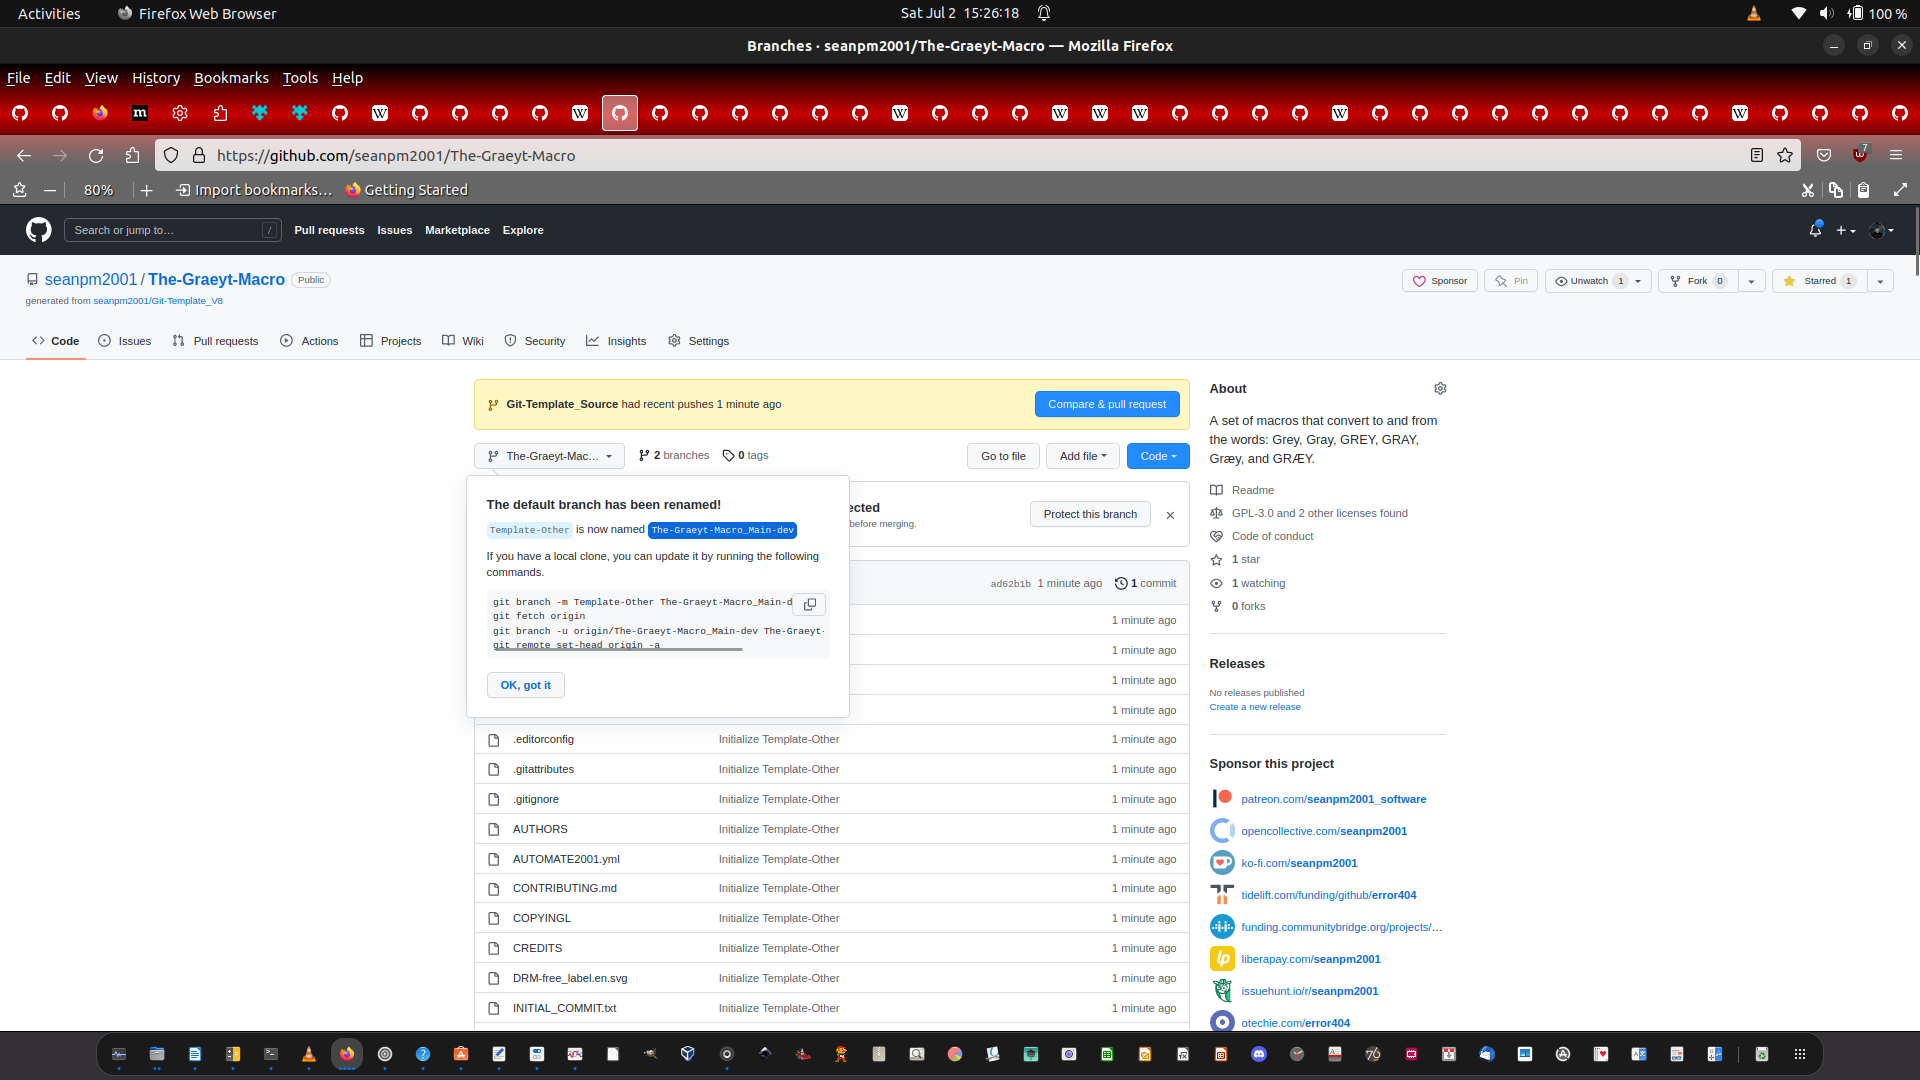 Activities
Firefox Web Browser
Sat Jul 2 15:26:18
100 %
Branches · seanpm2001/The-Graeyt-Macro — Mozilla Firefox
File Edit View History Bookmarks Tools Help
https://github.com/seanpm2001/The-Graeyt-Macro
7
80%
Import bookmarks…
Getting Started
Search or jump to…
/
Pull requests Issues Marketplace Explore
seanpm2001 / The-Graeyt-Macro Public
generated from seanpm2001/Git-Template_V8
Sponsor
Pin
Unwatch 1
Fork 0
Starred 1
Code
Issues
Pull requests
Actions
Projects
Wiki
Security
Insights
Settings
Git-Template_Source had recent pushes 1 minute ago
Compare & pull request
The-Graeyt-Mac…
2 branches
0 tags
Go to file
Add file
Code
The default branch has been renamed!
Template-Other is now named The-Graeyt-Macro_Main-dev
If you have a local clone, you can update it by running the following
commands.
git branch -m Template-Other The-Graeyt-Macro_Main-d
git fetch origin
git branch -u origin/The-Graeyt-Macro_Main-dev The-Graeyt-
git remote set-head origin -a
OK, got it
ected
before merging.
Protect this branch
ad62b1b 1 minute ago
1 commit
1 minute ago
1 minute ago
1 minute ago
1 minute ago
.editorconfig Initialize Template-Other 1 minute ago
.gitattributes Initialize Template-Other 1 minute ago
.gitignore Initialize Template-Other 1 minute ago
AUTHORS Initialize Template-Other 1 minute ago
AUTOMATE2001.yml Initialize Template-Other 1 minute ago
CONTRIBUTING.md Initialize Template-Other 1 minute ago
COPYINGL Initialize Template-Other 1 minute ago
CREDITS Initialize Template-Other 1 minute ago
DRM-free_label.en.svg Initialize Template-Other 1 minute ago
INITIAL_COMMIT.txt Initialize Template-Other 1 minute ago
About
A set of macros that convert to and from
the words: Grey, Gray, GREY, GRAY,
Græy, and GRÆY.
Readme
GPL-3.0 and 2 other licenses found
Code of conduct
1 star
1 watching
0 forks
Releases
No releases published
Create a new release
Sponsor this project
patreon.com/seanpm2001_software
opencollective.com/seanpm2001
ko-fi.com/seanpm2001
tidelift.com/funding/github/error404
funding.communitybridge.org/projects/…
liberapay.com/seanpm2001
issuehunt.io/r/seanpm2001
otechie.com/error404